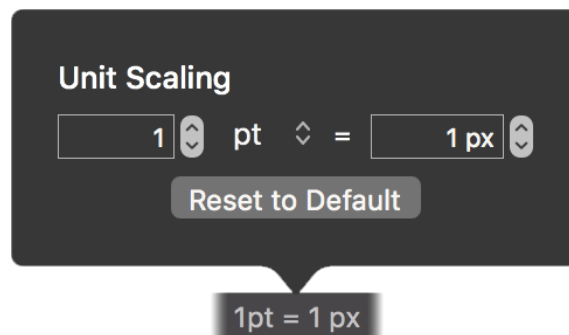 Unit Scaling
1 pt = 1 px
Reset to Default
1pt = 1 px